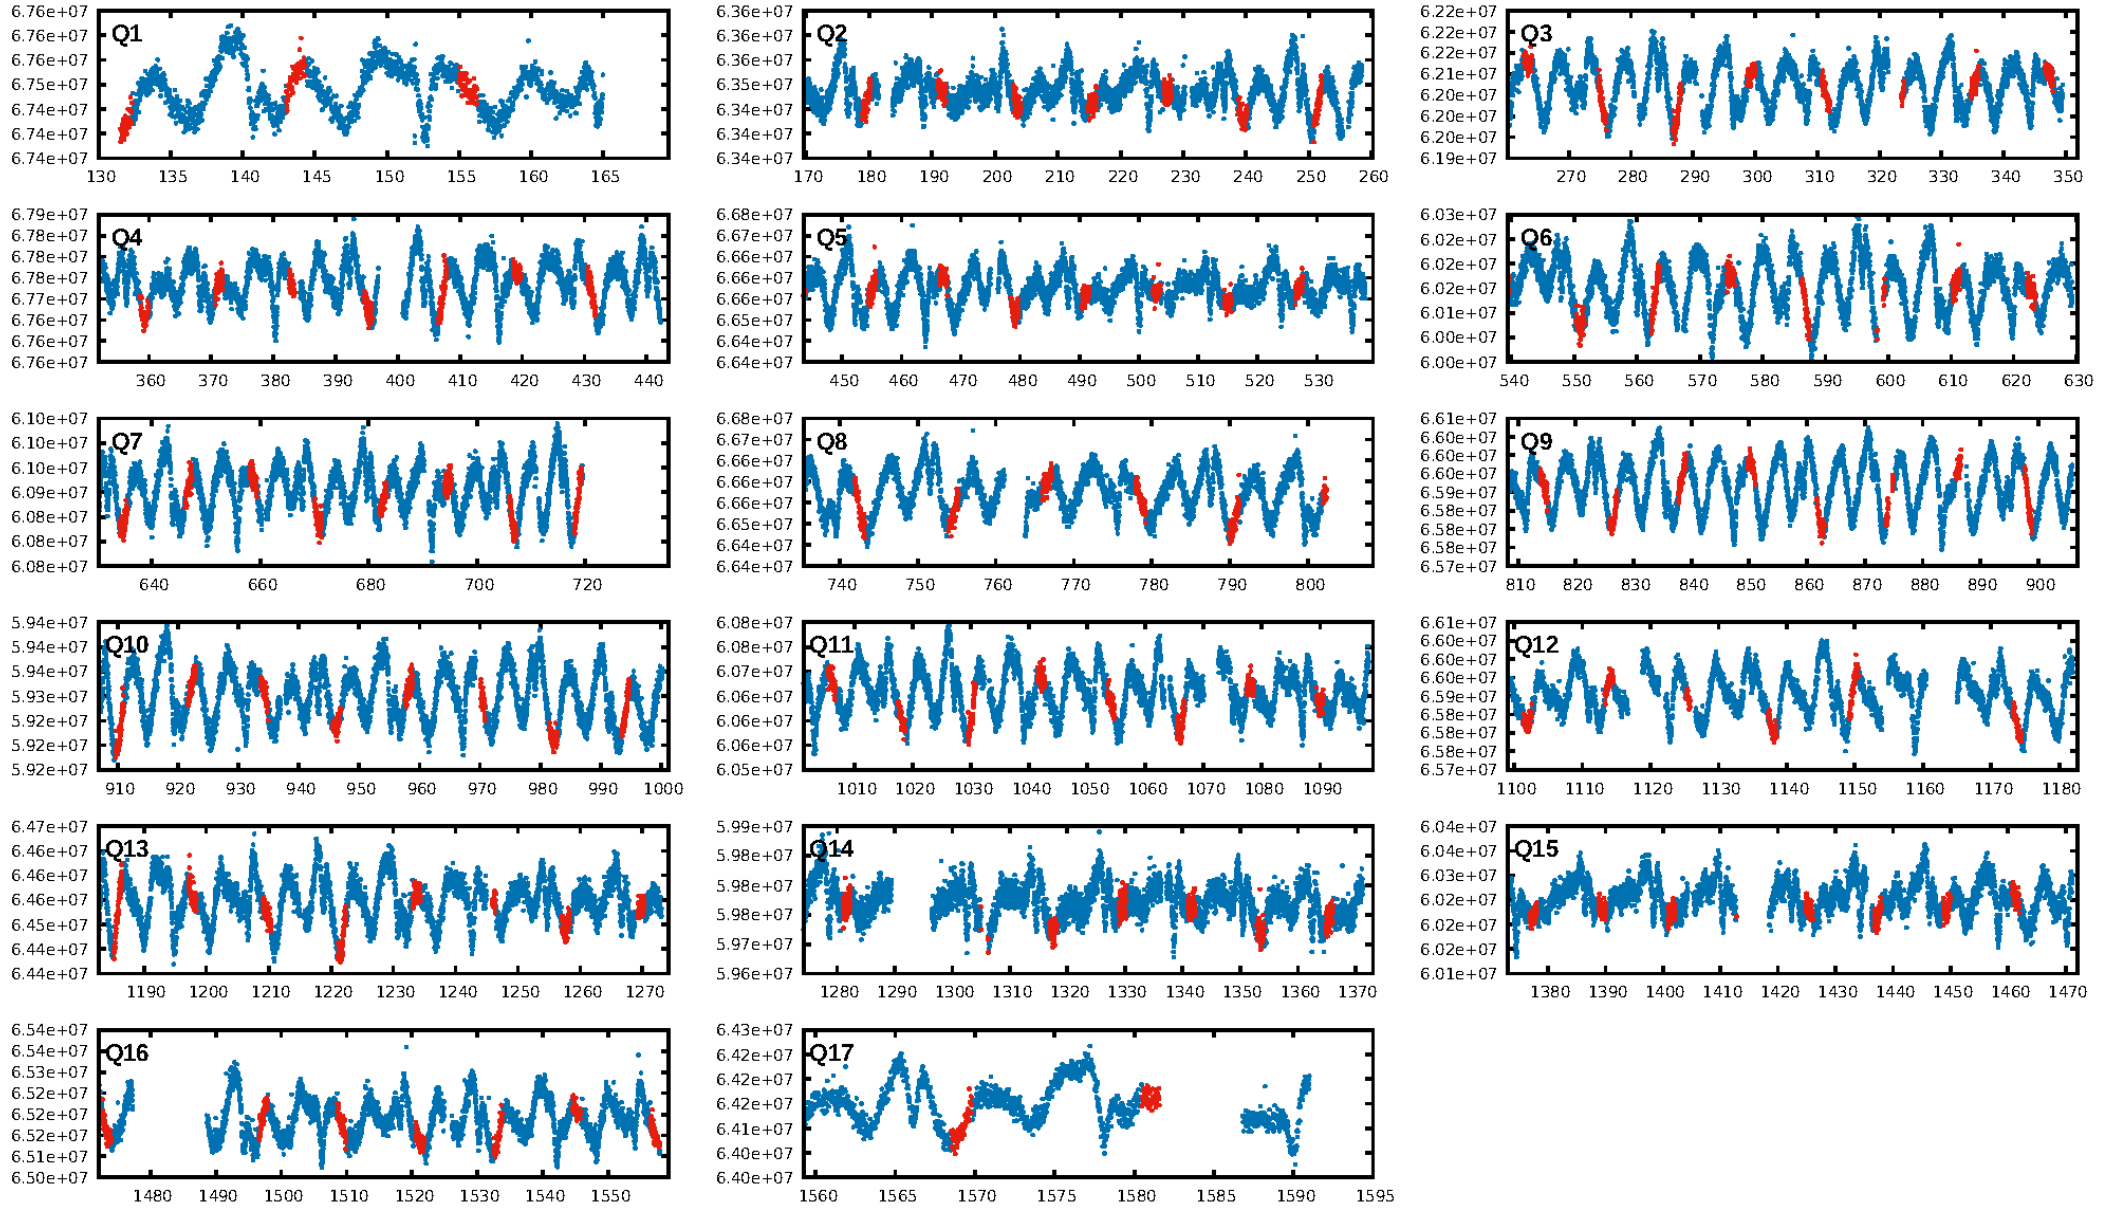 6.76e+07 6.76e+07 6.76e+07 6.75e+07 6.74e+07 6.74e+07 6.74e+07
Q1
130 135 140 145 150 155 160 165
6.36e+07 6.36e+07 6.36e+07 6.35e+07 6.34e+07 6.34e+07 6.34e+07
Q2
170 180 190 200 210 220 230 240 250 260
6.22e+07 6.22e+07 6.21e+07 6.21e+07 6.20e+07 6.20e+07 6.20e+07 6.19e+07
Q3
270 280 290 300 310 320 330 340 350
6.79e+07 6.78e+07 6.78e+07 6.78e+07 6.77e+07 6.76e+07 6.76e+07 6.76e+07
Q4
360 370 380 390 400 410 420 430 440
6.68e+07 6.67e+07 6.67e+07 6.66e+07 6.66e+07 6.65e+07 6.64e+07 6.64e+07
Q5
450 460 470 480 490 500 510 520 530
6.03e+07 6.02e+07 6.02e+07 6.02e+07 6.01e+07 6.00e+07 6.00e+07
Q6
540 550 560 570 580 590 600 610 620 630
6.10e+07 6.10e+07 6.10e+07 6.09e+07 6.08e+07 6.08e+07 6.08e+07
Q7
640 660 680 700 720
6.68e+07 6.67e+07 6.66e+07 6.66e+07 6.65e+07 6.65e+07 6.64e+07 6.64e+07
Q8
740 750 760 770 780 790 800
6.61e+07 6.60e+07 6.60e+07 6.60e+07 6.59e+07 6.58e+07 6.58e+07 6.58e+07 6.57e+07
Q9
810 820 830 840 850 860 870 880 890 900
5.94e+07 5.94e+07 5.94e+07 5.93e+07 5.92e+07 5.92e+07 5.92e+07
Q10
910 920 930 940 950 960 970 980 990 1000
6.08e+07 6.08e+07 6.07e+07 6.06e+07 6.06e+07 6.06e+07 6.05e+07
Q11
1010 1020 1030 1040 1050 1060 1070 1080 1090
6.61e+07 6.60e+07 6.60e+07 6.60e+07 6.59e+07 6.58e+07 6.58e+07 6.58e+07 6.57e+07
Q12
1100 1110 1120 1130 1140 1150 1160 1170 1180
6.47e+07 6.46e+07 6.46e+07 6.46e+07 6.45e+07 6.44e+07 6.44e+07
Q13
1190 1200 1210 1220 1230 1240 1250 1260 1270
5.99e+07 5.98e+07 5.98e+07 5.98e+07 5.97e+07 5.96e+07
Q14
1280 1290 1300 1310 1320 1330 1340 1350 1360 1370
6.04e+07 6.04e+07 6.03e+07 6.02e+07 6.02e+07 6.02e+07 6.01e+07
Q15
1380 1390 1400 1410 1420 1430 1440 1450 1460 1470
6.54e+07 6.54e+07 6.53e+07 6.52e+07 6.52e+07 6.52e+07 6.51e+07 6.50e+07
Q16
1480 1490 1500 1510 1520 1530 1540 1550
6.43e+07 6.42e+07 6.42e+07 6.42e+07 6.41e+07 6.40e+07 6.40e+07
Q17
1560 1565 1570 1575 1580 1585 1590 1595